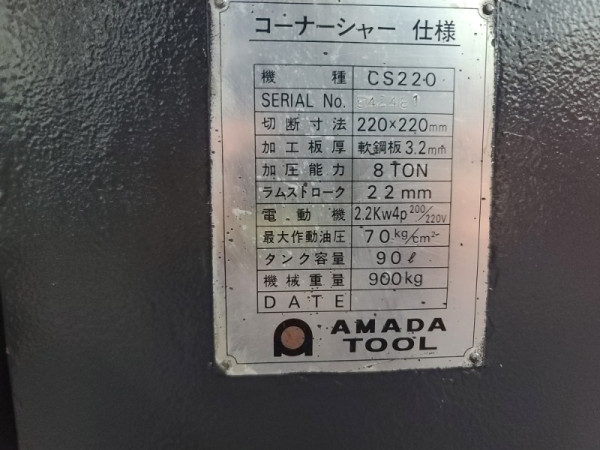 コーナーシャー 仕様
機種 CS220
SERIAL No.
切断寸法 220×220mm
加工板厚 軟鋼板3.2mm
加圧能力 8TON
ラムストローク 22mm
電動機 2.2Kw4p 200/220V
最大作動油圧 70kg/cm²
タンク容量 90ℓ
機械重量 900kg
DATE
AMADA
TOOL